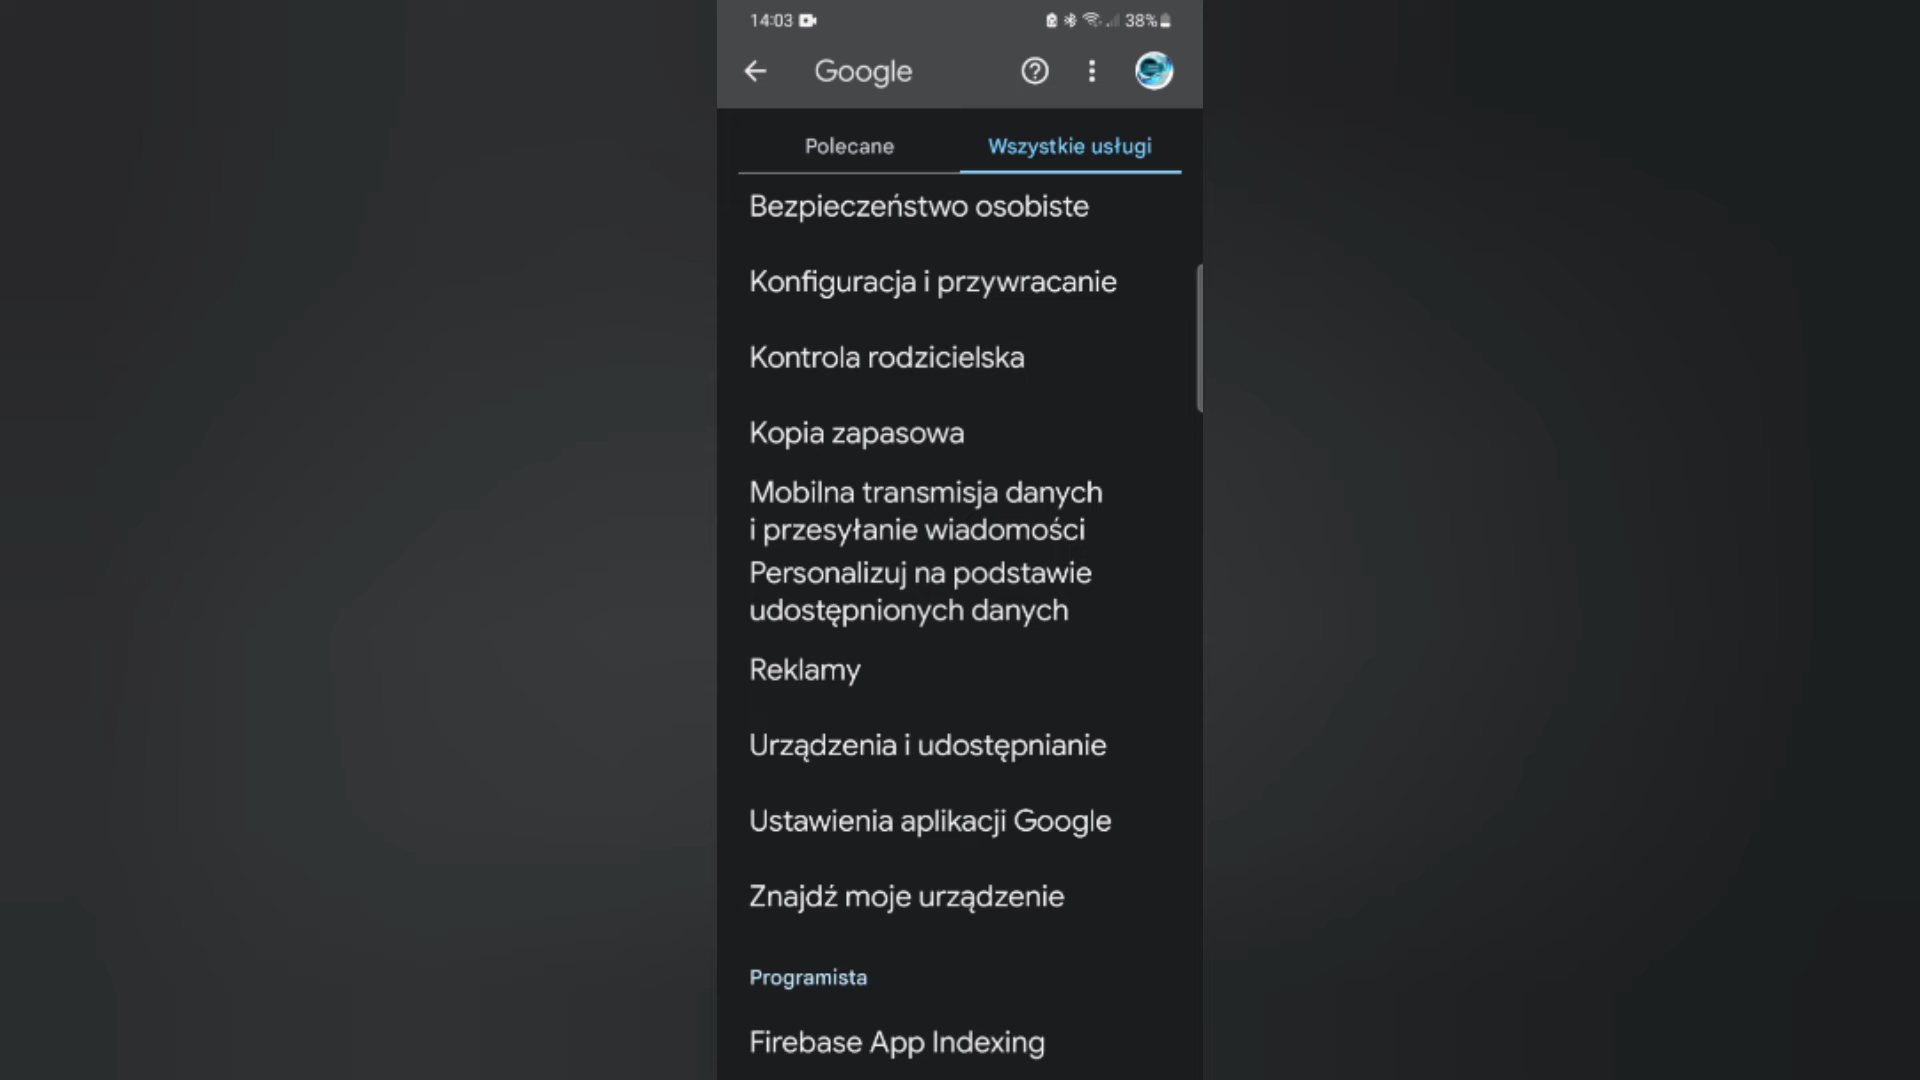 14:03
38%
Google
Polecane
Wszystkie usługi
Bezpieczeństwo osobiste
Konfiguracja i przywracanie
Kontrola rodzicielska
Kopia zapasowa
Mobilna transmisja danych
i przesyłanie wiadomości
Personalizuj na podstawie
udostępnionych danych
Reklamy
Urządzenia i udostępnianie
Ustawienia aplikacji Google
Znajdź moje urządzenie
Programista
Firebase App Indexing